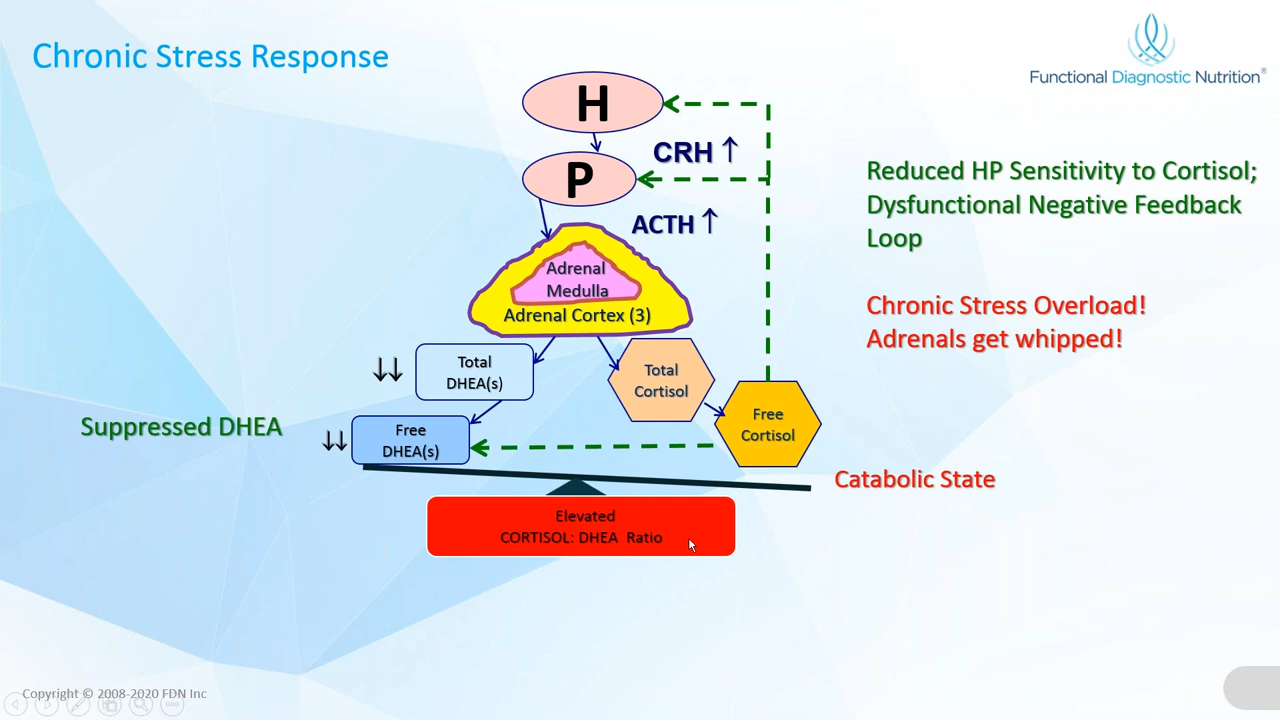 Chronic Stress Response
Functional Diagnostic Nutrition®
H
CRH ↑
P
ACTH ↑
Reduced HP Sensitivity to Cortisol;
Dysfunctional Negative Feedback
Loop
Adrenal
Medulla
Adrenal Cortex (3)
Chronic Stress Overload!
Adrenals get whipped!
↓↓
Total
DHEA(s)
Total
Cortisol
Suppressed DHEA
↓↓
Free
DHEA(s)
Free
Cortisol
Catabolic State
Elevated
CORTISOL: DHEA Ratio
Copyright © 2008-2020 FDN Inc